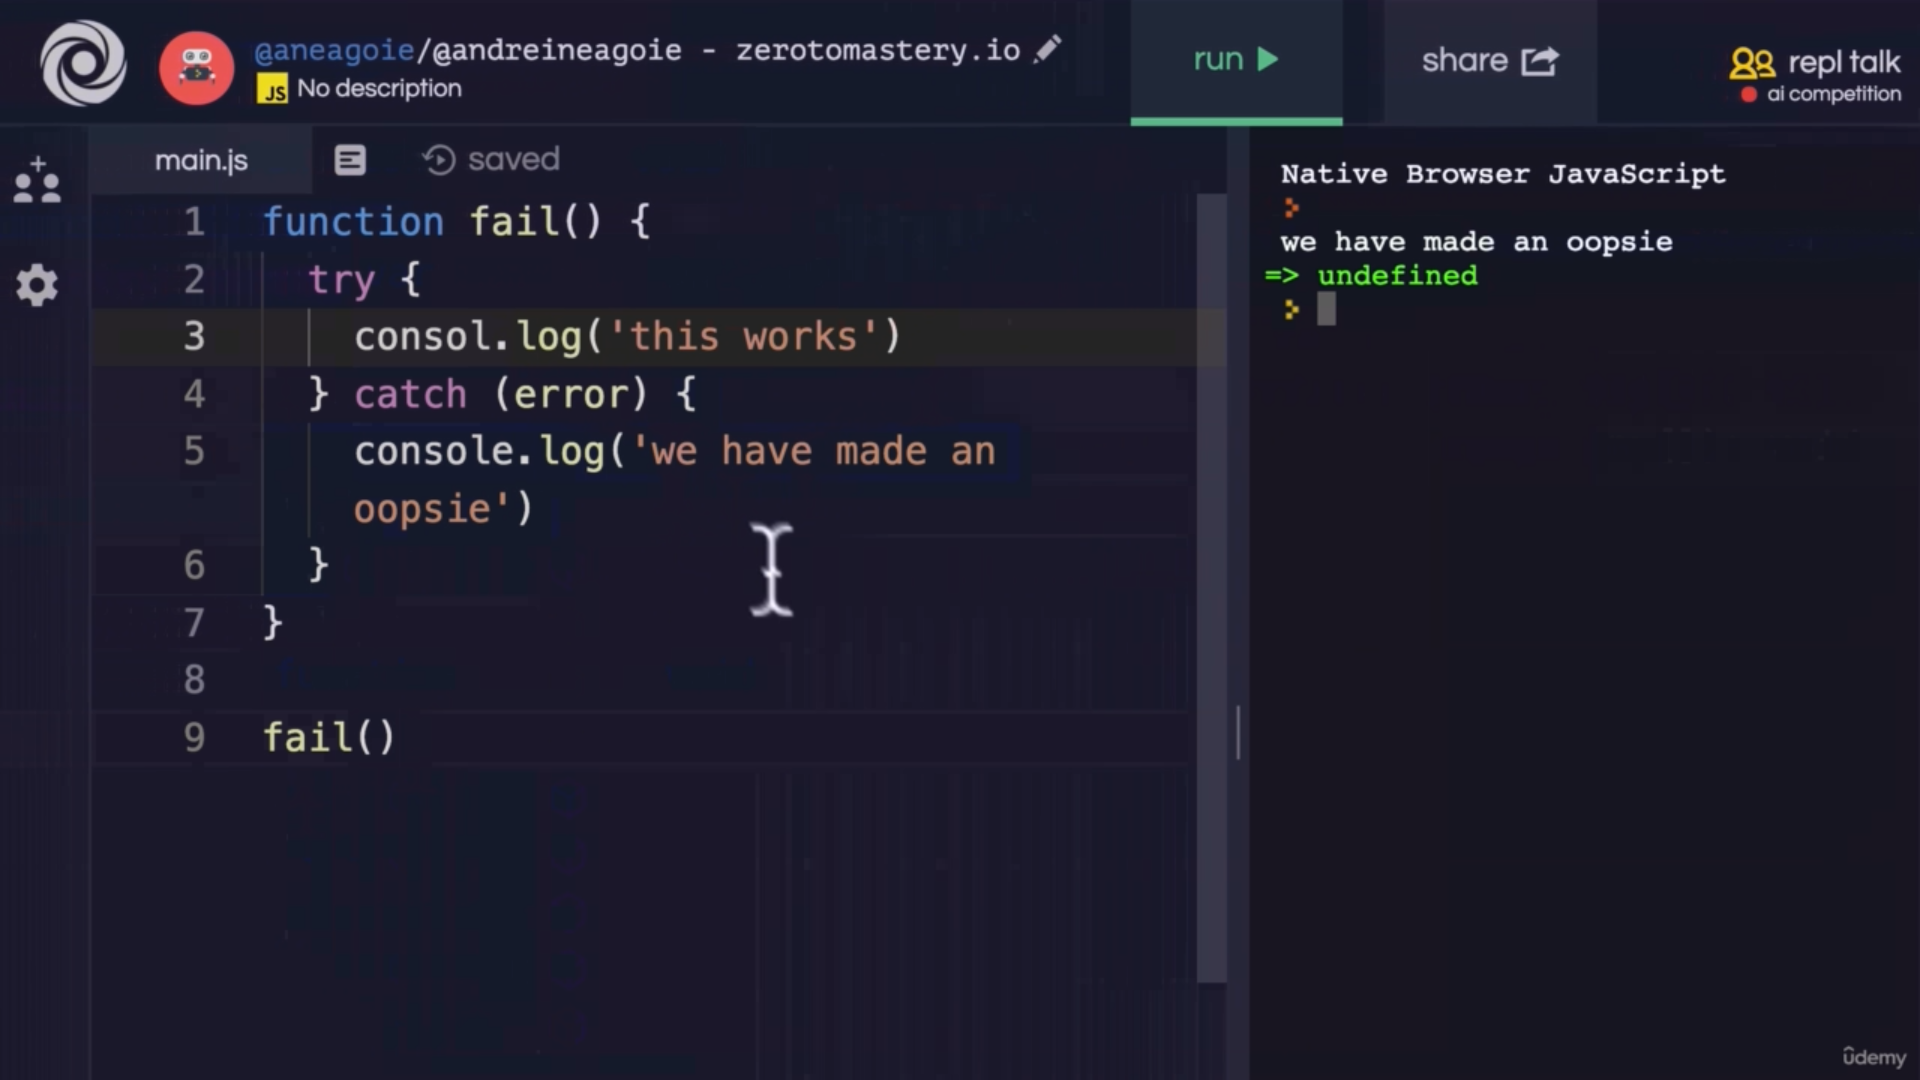 @aneagoie/@andreineagoie - zerotomastery.io
JS No description
run
share
repl talk
ai competition
main.js
saved
1 function fail() {
2 try {
3 consol.log('this works')
4 } catch (error) {
5 console.log('we have made an
oopsie')
6 }
7 }
8
9 fail()
Native Browser JavaScript
we have made an oopsie
=> undefined
ûdemy